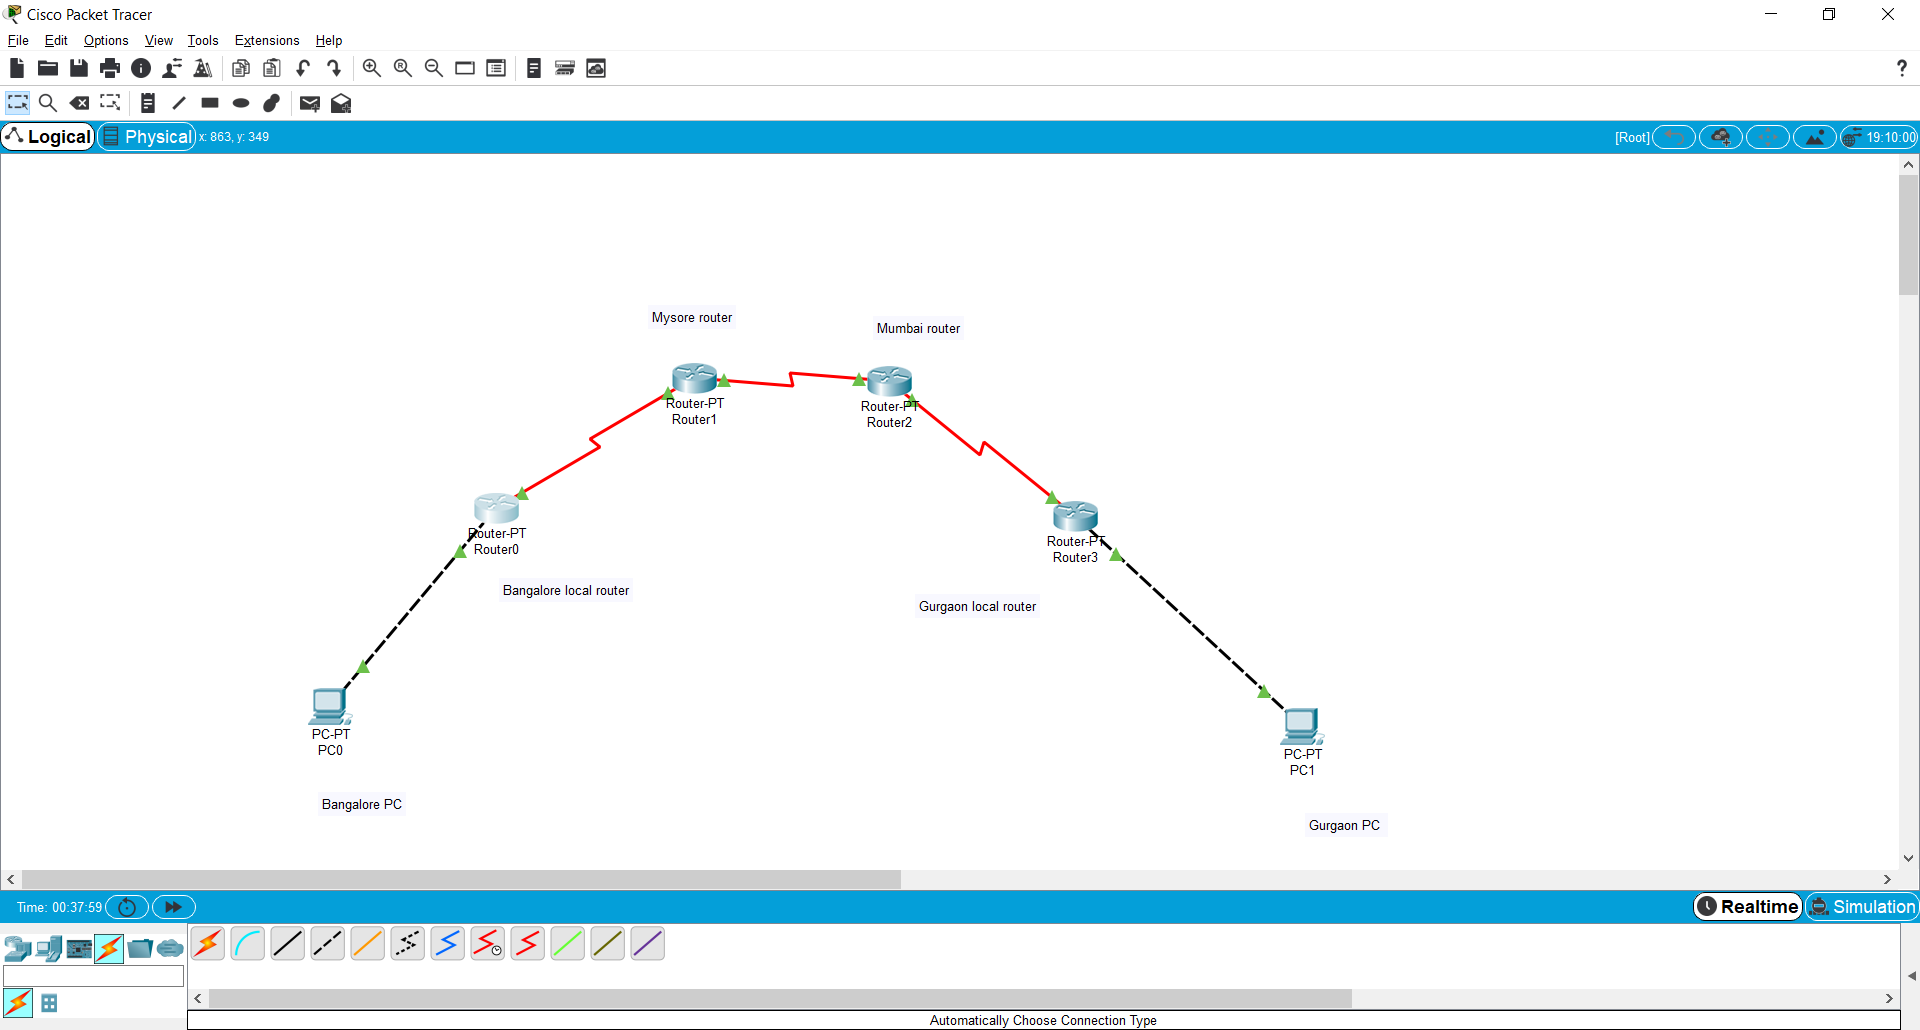 Cisco Packet Tracer
File Edit Options View Tools Extensions Help
?
Logical Physical x: 863, y: 349 [Root] 19:10:00
Mysore router
Mumbai router
Router-PT
Router1
Router-PT
Router2
Router-PT
Router0
Router-PT
Router3
Bangalore local router
Gurgaon local router
PC-PT
PC0
PC-PT
PC1
Bangalore PC
Gurgaon PC
Time: 00:37:59 Realtime Simulation
Automatically Choose Connection Type